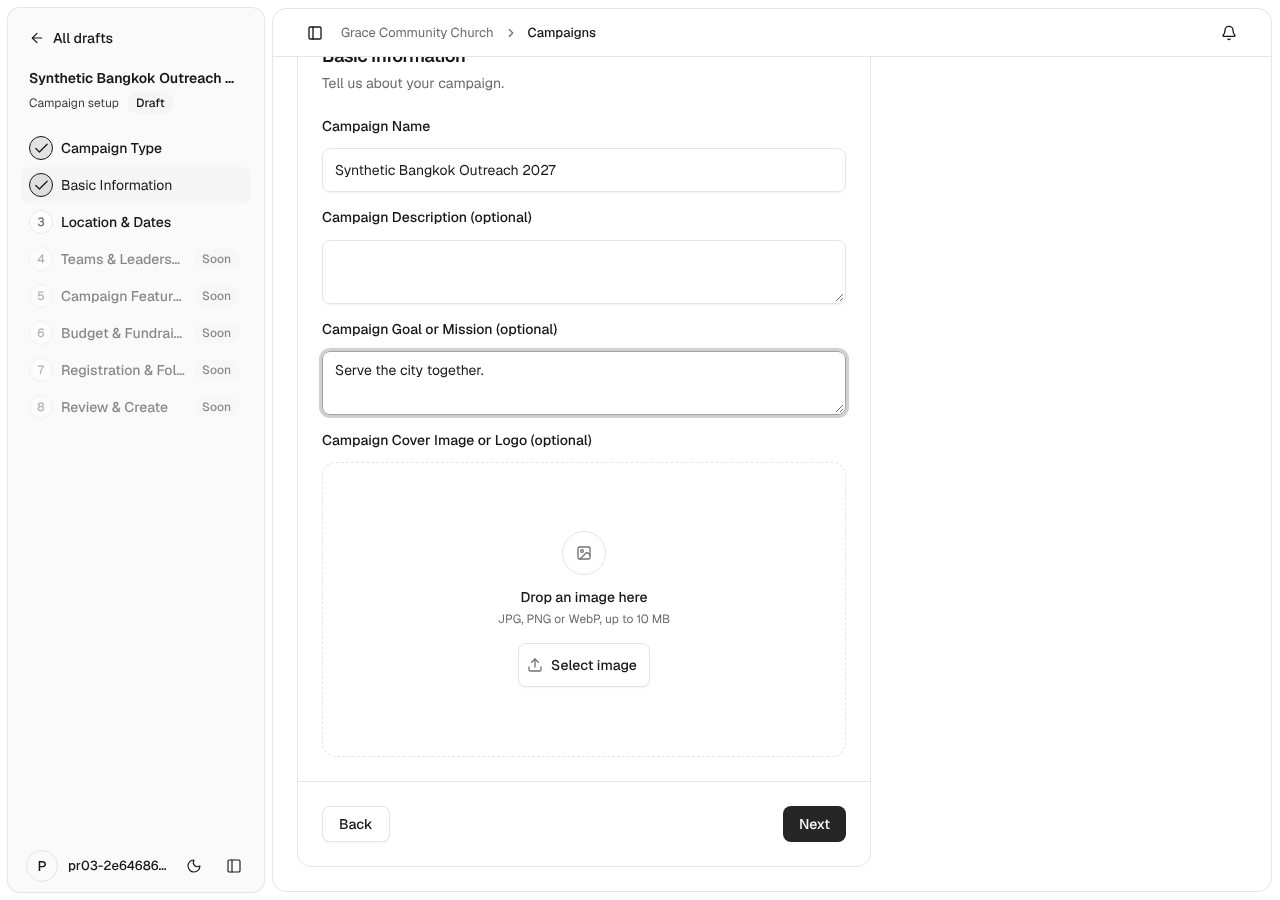 All drafts
Synthetic Bangkok Outreach ...
Campaign setup Draft
Campaign Type
Basic Information
3 Location & Dates
4 Teams & Leaders... Soon
5 Campaign Featur... Soon
6 Budget & Fundrai... Soon
7 Registration & Fol... Soon
8 Review & Create Soon
P pr03-2e64686...
Grace Community Church > Campaigns
Basic Information
Tell us about your campaign.
Campaign Name
Synthetic Bangkok Outreach 2027
Campaign Description (optional)
Campaign Goal or Mission (optional)
Serve the city together.
Campaign Cover Image or Logo (optional)
Drop an image here
JPG, PNG or WebP, up to 10 MB
Select image
Back
Next